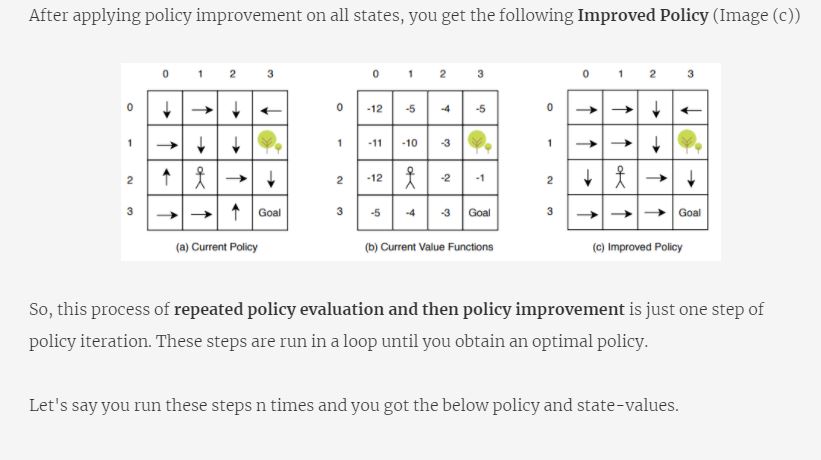 After applying policy improvement on all states, you get the following Improved Policy (Image (c))
0 1 2 3 0 1 2 3 0 1 2 3
0 0 -12 -5 -4 -5 0
1 1 -11 -10 -3 1
2 2 -12 -2 -1 2
3 Goal 3 -5 -4 -3 Goal 3 Goal
(a) Current Policy (b) Current Value Functions (c) Improved Policy
So, this process of repeated policy evaluation and then policy improvement is just one step of
policy iteration. These steps are run in a loop until you obtain an optimal policy.
Let's say you run these steps n times and you got the below policy and state-values.